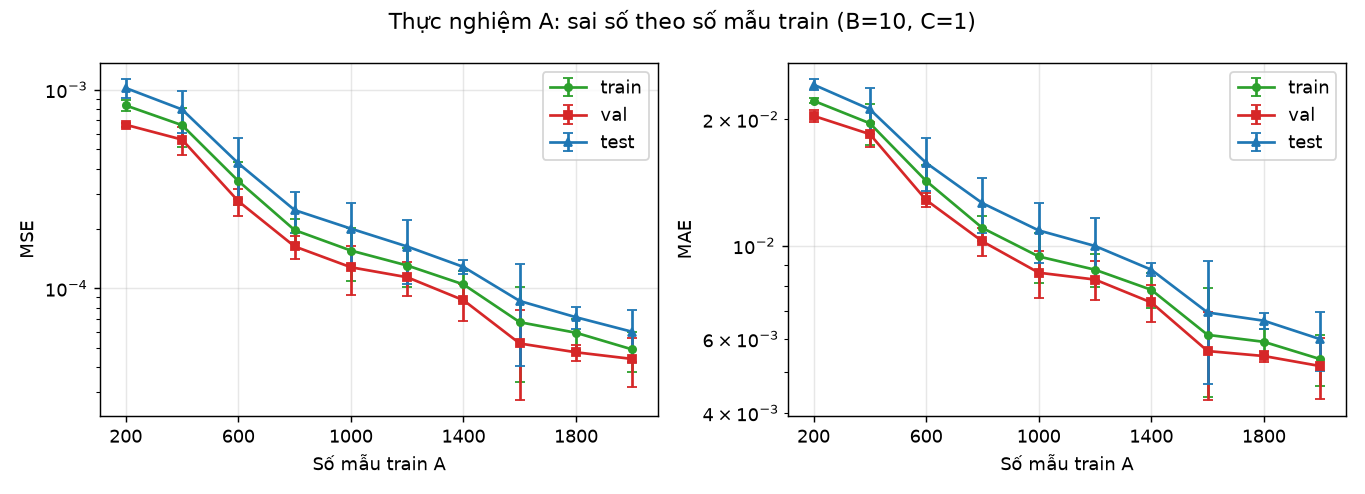 Thực nghiệm A: sai số theo số mẫu train (B=10, C=1)
MSE
10⁻³
10⁻⁴
200 600 1000 1400 1800
Số mẫu train A
train
val
test
MAE
2 × 10⁻²
10⁻²
6 × 10⁻³
4 × 10⁻³
200 600 1000 1400 1800
Số mẫu train A
train
val
test